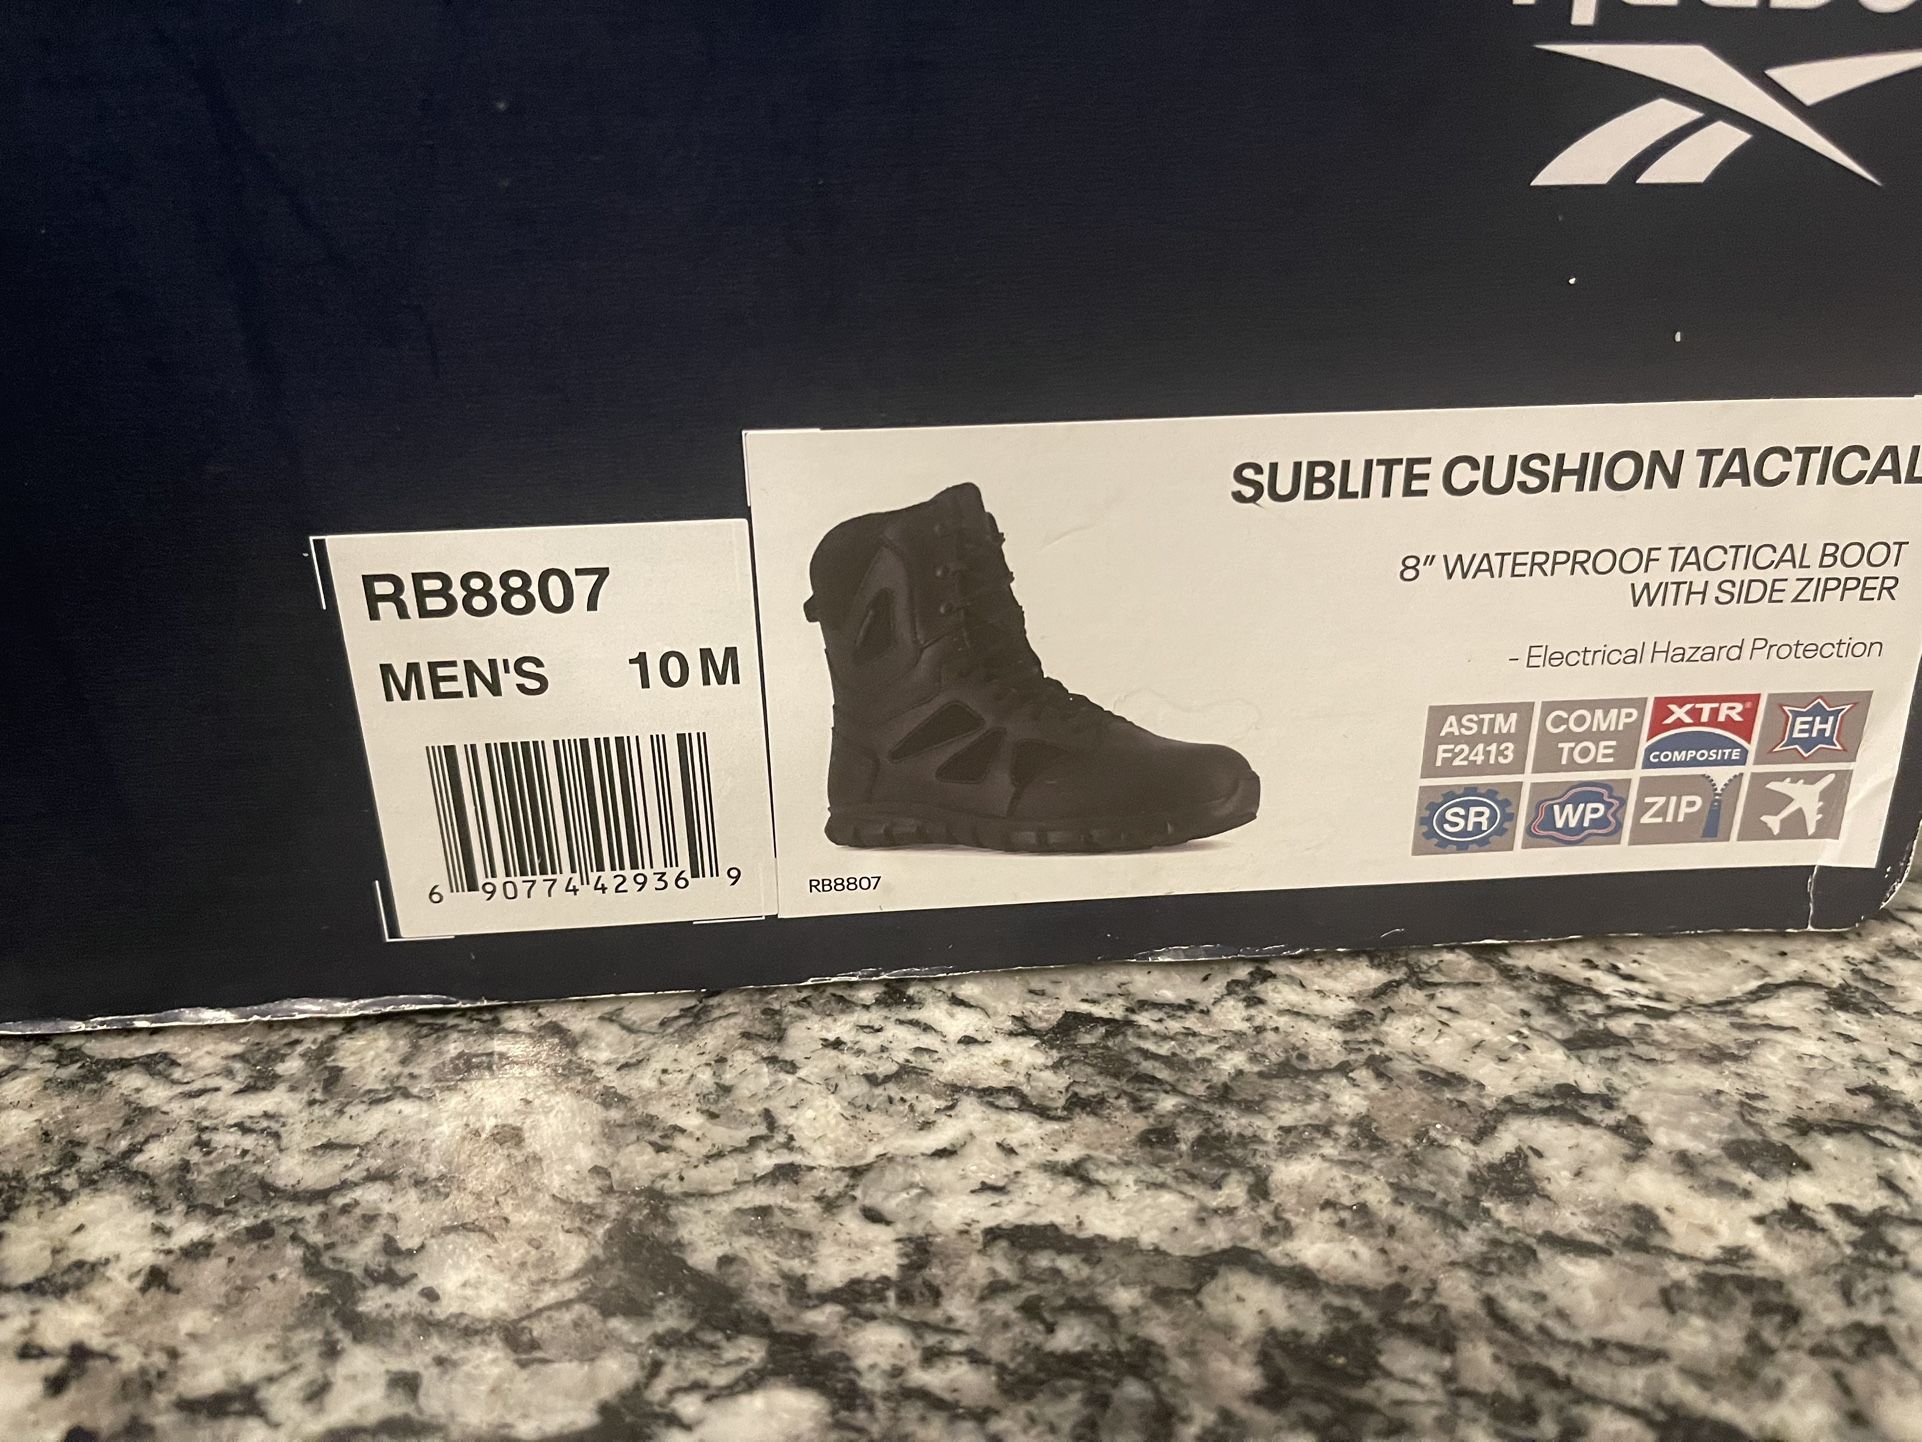 SUBLITE CUSHION TACTICAL
8" WATERPROOF TACTICAL BOOT
WITH SIDE ZIPPER
- Electrical Hazard Protection
ASTM F2413
COMP TOE
XTR® COMPOSITE
EH
SR
WP
ZIP
RB8807
RB8807
MEN'S 10 M
6 90774 42936 9